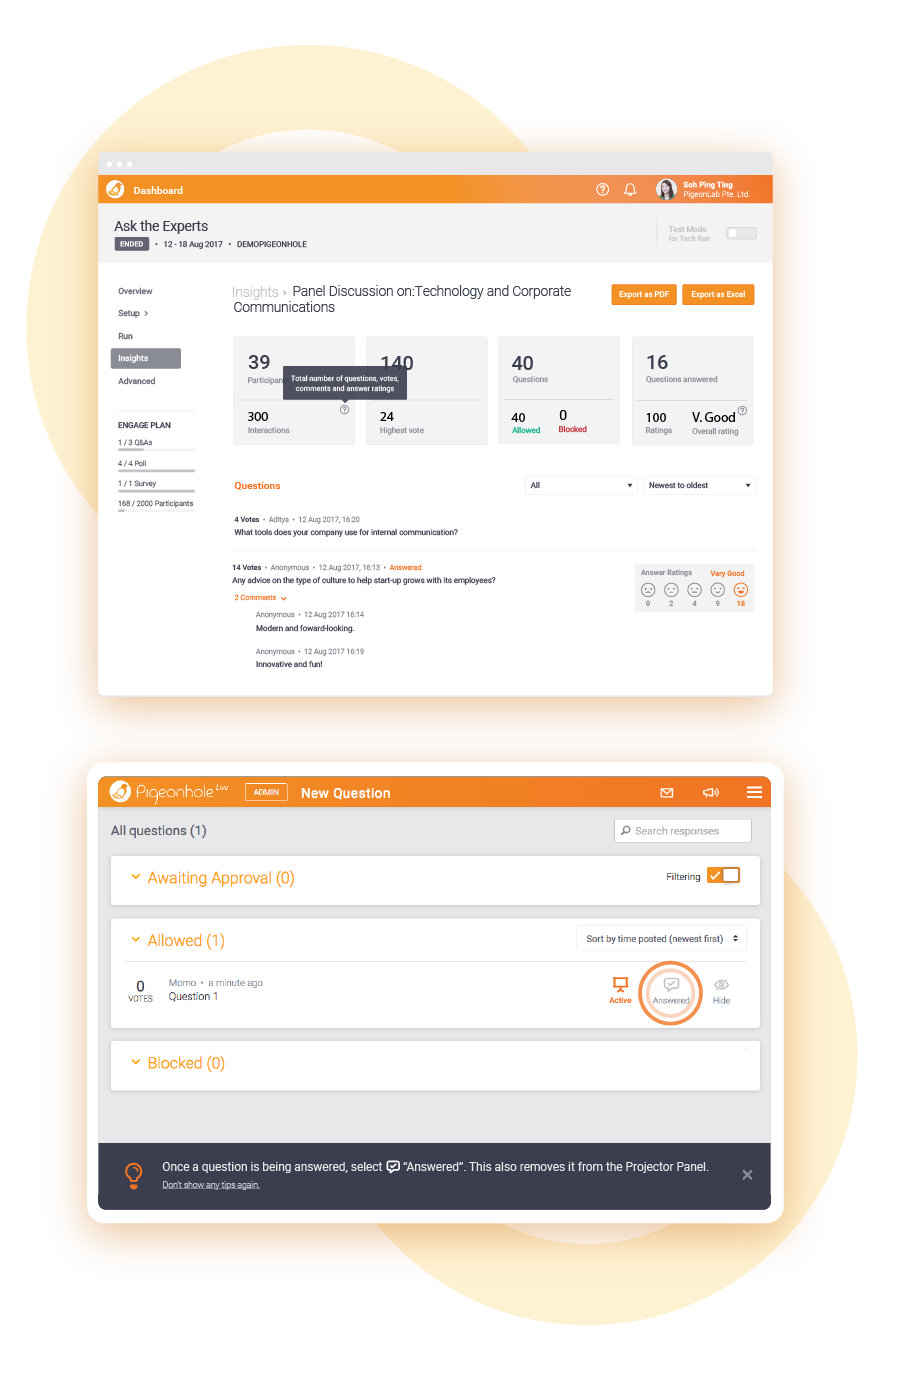 Dashboard
Soh Ping Ting
PigeonLab Pte. Ltd.
Ask the Experts
ENDED • 12 - 18 Aug 2017 • DEMOPIGEONHOLE
Test Mode
for Tech Run
Overview
Setup >
Run
Insights
Advanced
ENGAGE PLAN
1 / 3 Q&As
4 / 4 Poll
1 / 1 Survey
168 / 2000 Participants
Insights > Panel Discussion on:Technology and Corporate
Communications
Export as PDF
Export as Excel
39
Total number of questions, votes,
comments and answer ratings
300
Interactions
140
24
Highest vote
40
Questions
40
Allowed
0
Blocked
16
Questions answered
100
Ratings
V. Good
Overall rating
Questions
All
Newest to oldest
4 Votes • Aditya • 12 Aug 2017, 16:20
What tools does your company use for internal communication?
14 Votes • Anonymous • 12 Aug 2017, 16:13 • Answered
Any advice on the type of culture to help start-up grows with its employees?
2 Comments
Anonymous • 12 Aug 2017 16:14
Modern and foward-looking.
Anonymous • 12 Aug 2017 16:19
Innovative and fun!
Answer Ratings Very Good
0 2 4 9 18
Pigeonhole Live
ADMIN
New Question
All questions (1)
Search responses
Awaiting Approval (0)
Filtering
Allowed (1)
Sort by time posted (newest first)
0
VOTES
Momo • a minute ago
Question 1
Active
Answered
Hide
Blocked (0)
Once a question is being answered, select "Answered". This also removes it from the Projector Panel.
Don't show any tips again.